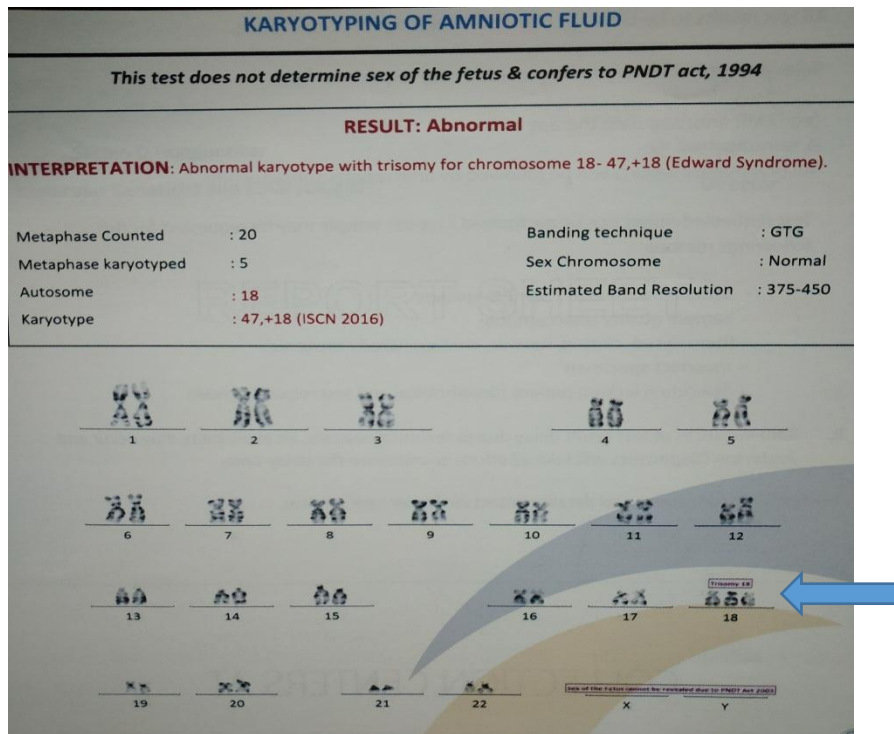 KARYOTYPING OF AMNIOTIC FLUID
This test does not determine sex of the fetus & confers to PNDT act, 1994
RESULT: Abnormal
INTERPRETATION: Abnormal karyotype with trisomy for chromosome 18- 47,+18 (Edward Syndrome).
Metaphase Counted : 20 Banding technique : GTG
Metaphase karyotyped : 5 Sex Chromosome : Normal
Autosome : 18 Estimated Band Resolution : 375-450
Karyotype : 47,+18 (ISCN 2016)
1 2 3 4 5
6 7 8 9 10 11 12
Trisomy 18
13 14 15 16 17 18
Sex of the Fetus cannot be revealed due to PNDT Act 2003
19 20 21 22 X Y